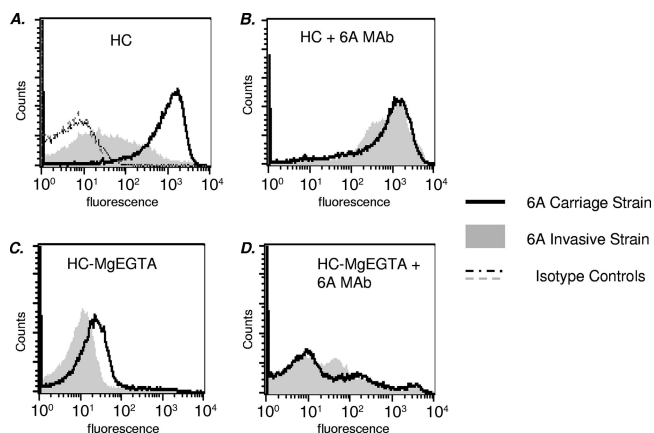 A.
HC
Counts
10⁰ 10¹ 10² 10³ 10⁴
fluorescence
B.
HC + 6A MAb
Counts
10⁰ 10¹ 10² 10³ 10⁴
fluorescence
6A Carriage Strain
6A Invasive Strain
Isotype Controls
C.
HC-MgEGTA
Counts
10⁰ 10¹ 10² 10³ 10⁴
fluorescence
D.
HC-MgEGTA +
6A MAb
Counts
10⁰ 10¹ 10² 10³ 10⁴
fluorescence